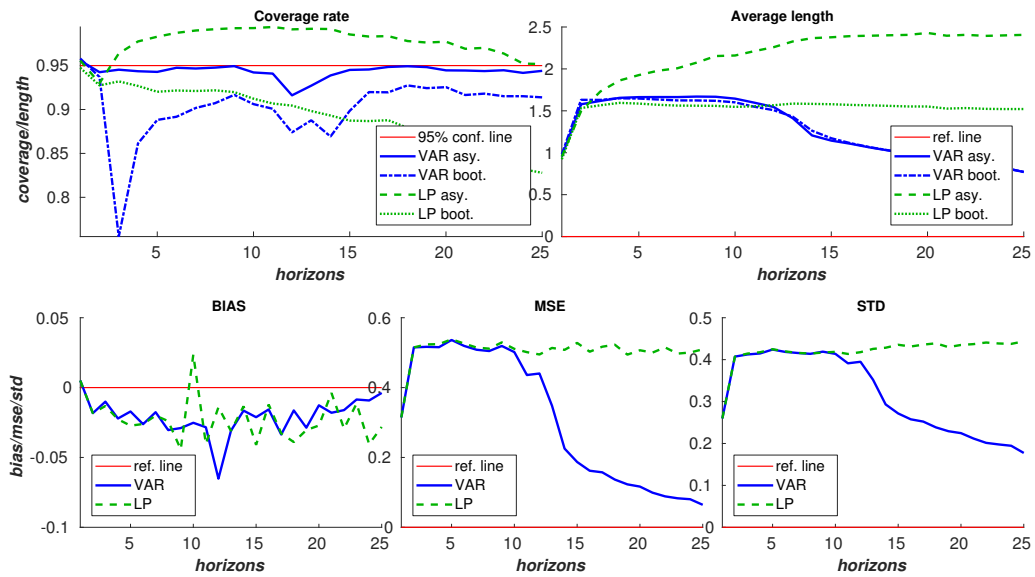 Coverage rate
Average length
coverage/length
0.95
0.9
0.85
0.8
5
10
15
20
25
horizons
95% conf. line
VAR asy.
VAR boot.
LP asy.
LP boot.
2.5
2
1.5
1
0.5
0
5
10
15
20
25
horizons
ref. line
VAR asy.
VAR boot.
LP asy.
LP boot.
BIAS
MSE
STD
bias/mse/std
0.05
0
-0.05
-0.1
5
10
15
20
25
horizons
ref. line
VAR
LP
0.6
0.4
0.2
0
5
10
15
20
25
horizons
ref. line
VAR
LP
0.5
0.4
0.3
0.2
0.1
0
5
10
15
20
25
horizons
ref. line
VAR
LP